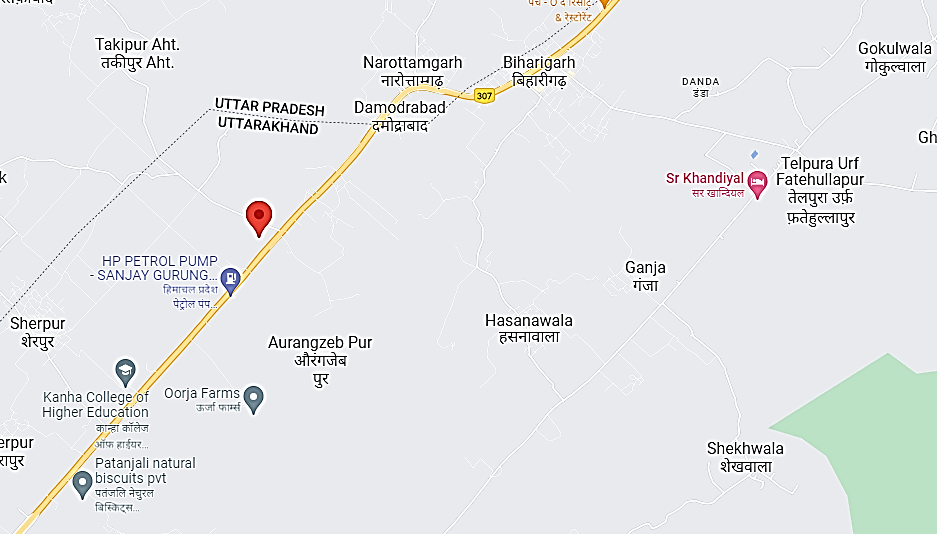 पंच - O द रिसॉर्ट
& रेस्टोरेंट
Takipur Aht.
तकीपुर Aht.
Narottamgarh
नारोत्तामगढ़
Biharigarh
बिहारीगढ़
Gokulwala
गोकुल्वाला
DANDA
डंडा
307
UTTAR PRADESH
UTTARAKHAND
Damodrabad
दमोद्राबाद
Gh
k
Sr Khandiyal
सर खान्दियल
Telpura Urf
Fatehullapur
तेलपुरा उर्फ़
फ़तेहुल्लापुर
HP PETROL PUMP
- SANJAY GURUNG...
हिमाचल प्रदेश
पेट्रोल पंप...
Ganja
गंजा
Sherpur
शेरपुर
Hasanawala
हसनावाला
Aurangzeb Pur
औरंगजेब
पुर
Kanha College of
Higher Education
कान्हा कॉलेज
ऑफ़ हाईयर...
Oorja Farms
ऊर्जा फार्म्स
erpur
रापुर
Shekhwala
शेखवाला
Patanjali natural
biscuits pvt
पतंजलि नेचुरल
बिस्किट्स...